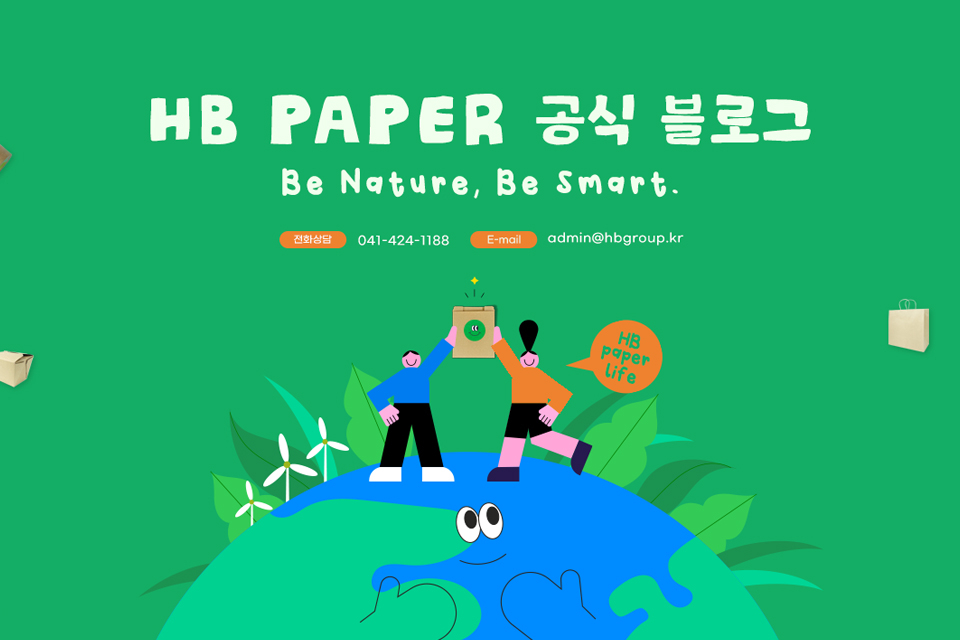 HB PAPER 공식 블로그
Be Nature, Be Smart.
전화상담 041-424-1188 E-mail admin@hbgroup.kr
HB
paper
life